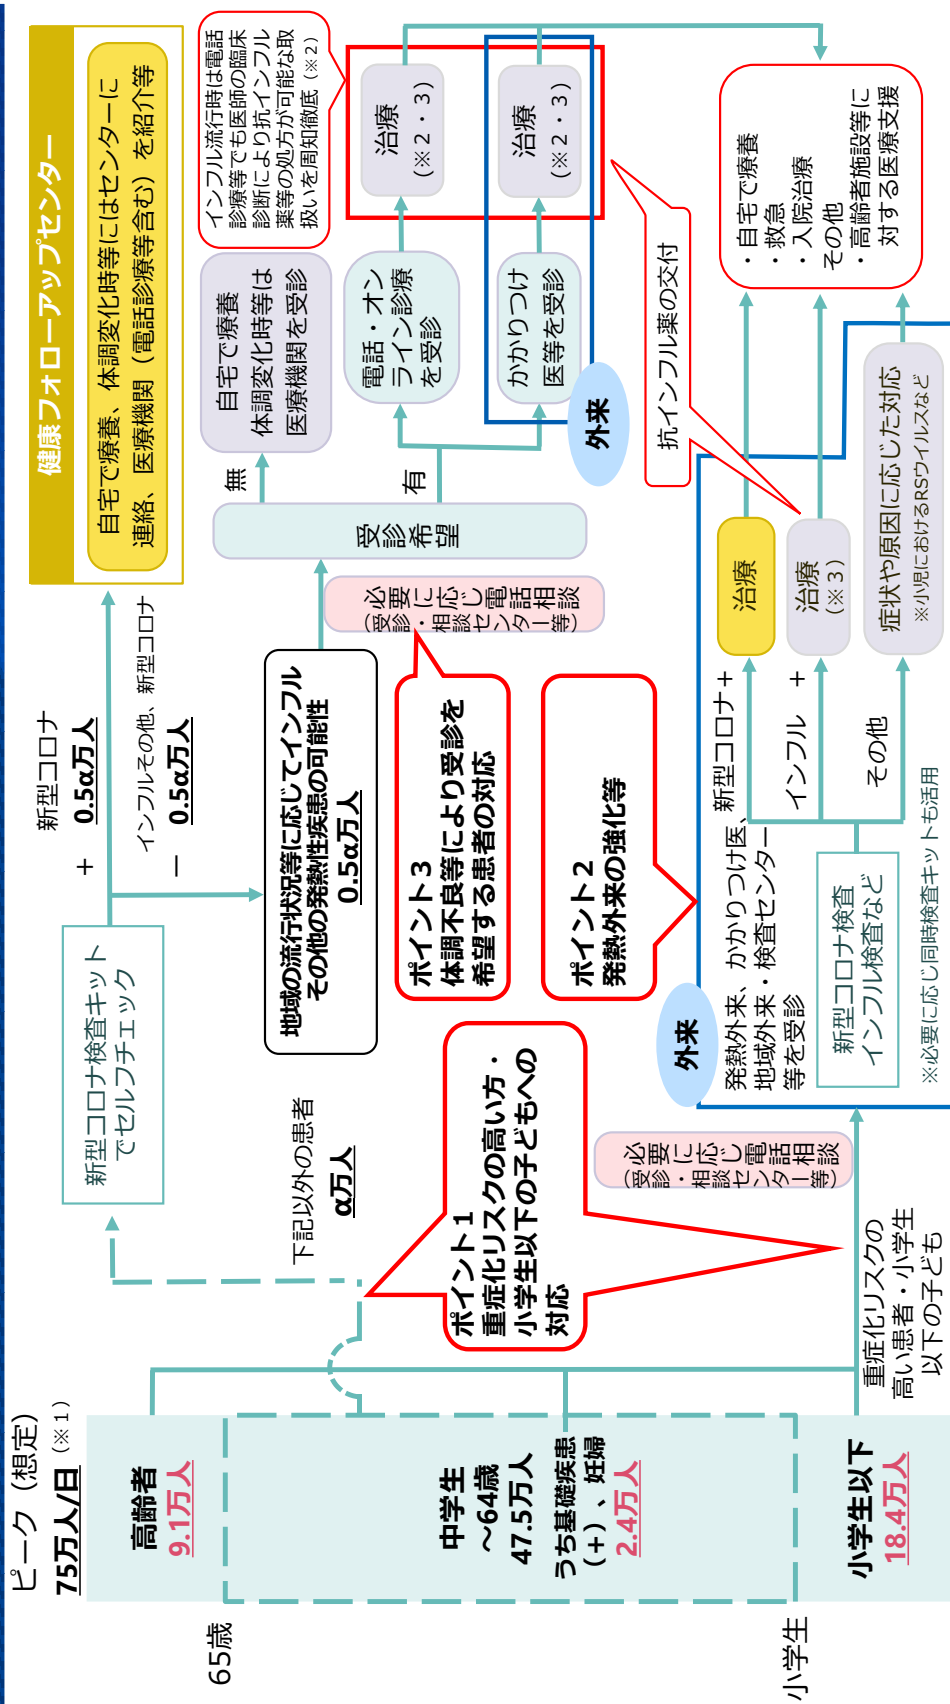 ピーク（想定）
75万人/日（※１）
65歳
小学生
高齢者
9.1万人
中学生
～64歳
47.5万人
うち基礎疾患
（+）、妊婦
2.4万人
小学生以下
18.4万人
新型コロナ検査キット
でセルフチェック
下記以外の患者
α万人
ポイント１
重症化リスクの高い方・
小学生以下の子どもへの
対応
重症化リスクの
高い患者・小学生
以下の子ども
必要に応じ電話相談
（受診・相談センター等）
＋
新型コロナ
0.5α万人
－
インフルその他、新型コロナ
0.5α万人
地域の流行状況等に応じてインフル
その他の発熱性疾患の可能性
0.5α万人
ポイント３
体調不良等により受診を
希望する患者の対応
ポイント２
発熱外来の強化等
外来
発熱外来、かかりつけ医、
地域外来・検査センター
等を受診
新型コロナ検査
インフル検査など
※必要に応じ同時検査キットも活用
新型コロナ＋
インフル　＋
その他
治療
治療
（※３）
症状や原因に応じた対応
※小児におけるRSウイルスなど
健康フォローアップセンター
自宅で療養、体調変化時等にはセンターに
連絡、医療機関（電話診療等含む）を紹介等
必要に応じ電話相談
（受診・相談センター等）
受診希望
無
有
自宅で療養
体調変化時等は
医療機関を受診
電話・オン
ライン診療
を受診
かかりつけ
医等を受診
外来
インフル流行時は電話
診療等でも医師の臨床
診断により抗インフル
薬等の処方が可能な取
扱いを周知徹底（※２）
治療
（※２・３）
治療
（※２・３）
抗インフル薬の交付
・自宅で療養
・救急
・入院治療
その他
・高齢者施設等に
対する医療支援